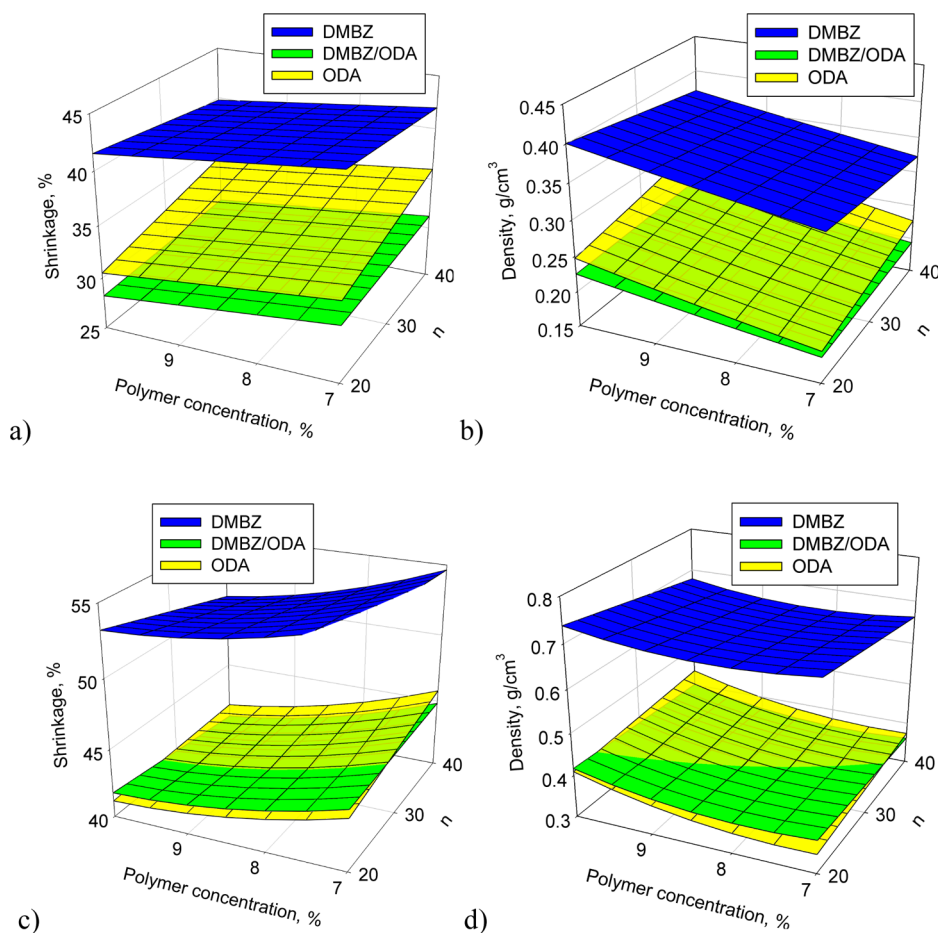 DMBZ
DMBZ/ODA
ODA
45
40
35
30
25
Shrinkage, %
9
8
7
Polymer concentration, %
20
30
40
n
a)
DMBZ
DMBZ/ODA
ODA
0.45
0.40
0.35
0.30
0.25
0.20
0.15
Density, g/cm³
9
8
7
Polymer concentration, %
20
30
40
n
b)
DMBZ
DMBZ/ODA
ODA
55
50
45
40
Shrinkage, %
9
8
7
Polymer concentration, %
20
30
40
n
c)
DMBZ
DMBZ/ODA
ODA
0.8
0.7
0.6
0.5
0.4
0.3
Density, g/cm³
9
8
7
Polymer concentration, %
20
30
40
n
d)